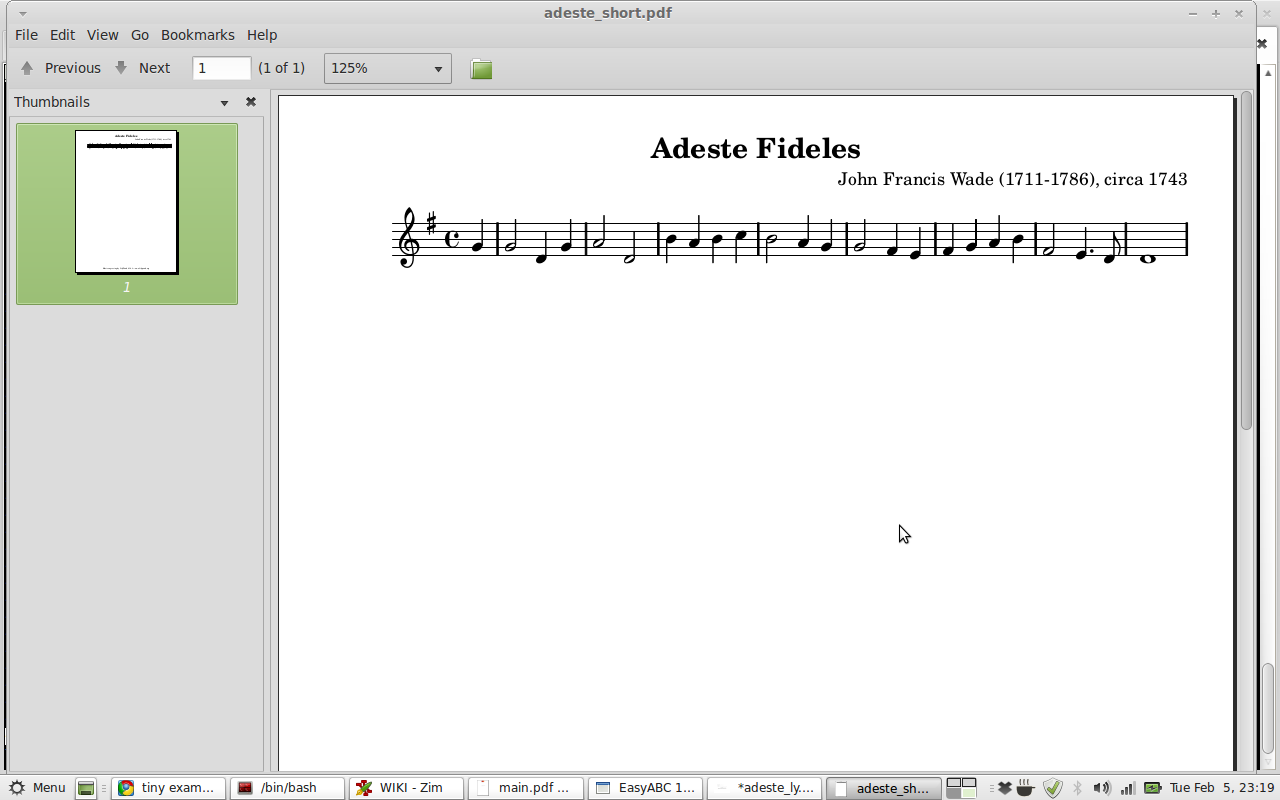 adeste_short.pdf
File Edit View Go Bookmarks Help
Previous Next 1 (1 of 1) 125%
Thumbnails
1
Adeste Fideles
John Francis Wade (1711-1786), circa 1743
Menu tiny exam... /bin/bash WIKI - Zim main.pdf ... EasyABC 1... *adeste_ly.... adeste_sh... Tue Feb 5, 23:19